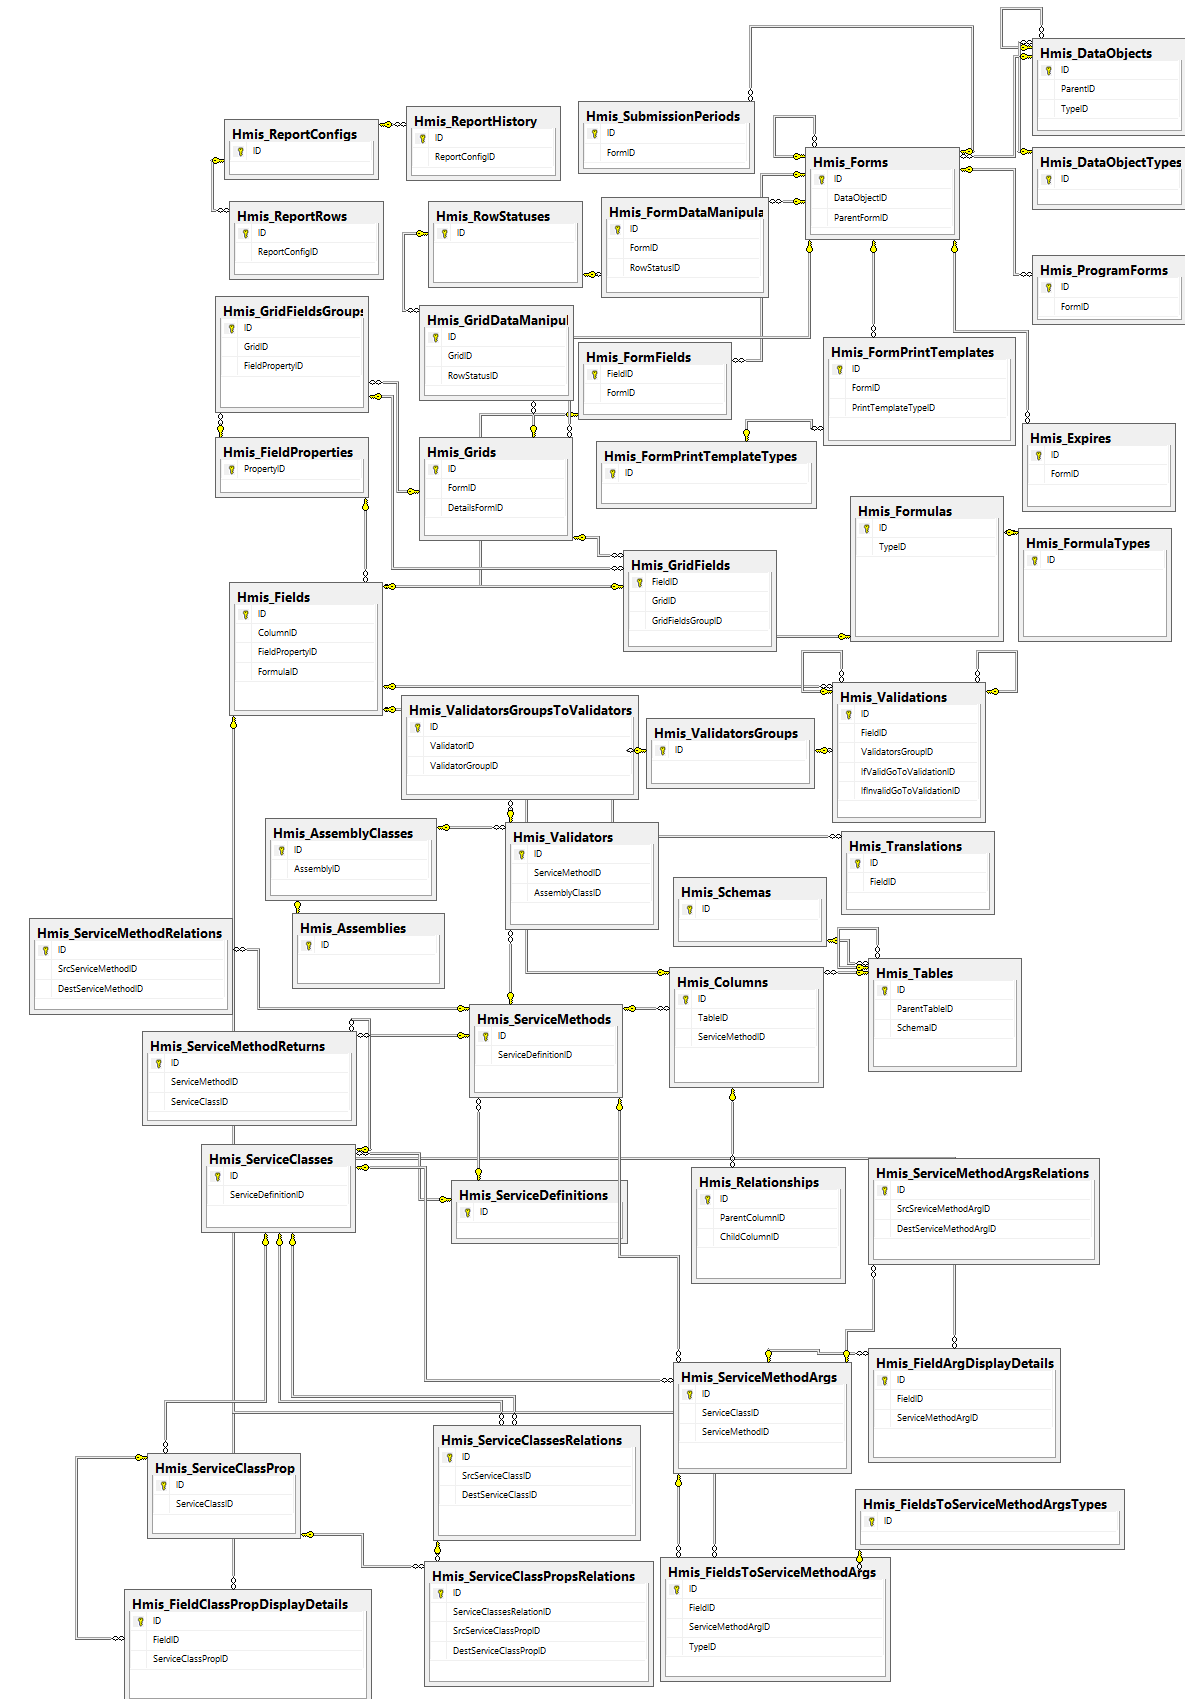 Hmis_DataObjects
ID
ParentID
TypeID
Hmis_ReportConfigs
ID
Hmis_ReportHistory
ID
ReportConfigID
Hmis_SubmissionPeriods
ID
FormID
Hmis_Forms
ID
DataObjectID
ParentFormID
Hmis_DataObjectTypes
ID
Hmis_ReportRows
ID
ReportConfigID
Hmis_RowStatuses
ID
Hmis_FormDataManipula
ID
FormID
RowStatusID
Hmis_ProgramForms
ID
FormID
Hmis_GridFieldsGroups
ID
GridID
FieldPropertyID
Hmis_GridDataManipul
ID
GridID
RowStatusID
Hmis_FormFields
FieldID
FormID
Hmis_FormPrintTemplates
ID
FormID
PrintTemplateTypeID
Hmis_FieldProperties
PropertyID
Hmis_Grids
ID
FormID
DetailsFormID
Hmis_FormPrintTemplateTypes
ID
Hmis_Expires
ID
FormID
Hmis_Formulas
ID
TypeID
Hmis_FormulaTypes
ID
Hmis_GridFields
FieldID
GridID
GridFieldsGroupID
Hmis_Fields
ID
ColumnID
FieldPropertyID
FormulaID
Hmis_ValidatorsGroupsToValidators
ID
ValidatorID
ValidatorGroupID
Hmis_ValidatorsGroups
ID
Hmis_Validations
ID
FieldID
ValidatorsGroupID
IfValidGoToValidationID
IfInvalidGoToValidationID
Hmis_AssemblyClasses
ID
AssemblyID
Hmis_Validators
ID
ServiceMethodID
AssemblyClassID
Hmis_Translations
ID
FieldID
Hmis_Schemas
ID
Hmis_ServiceMethodRelations
ID
SrcServiceMethodID
DestServiceMethodID
Hmis_Assemblies
ID
Hmis_Columns
ID
TableID
ServiceMethodID
Hmis_Tables
ID
ParentTableID
SchemaID
Hmis_ServiceMethodReturns
ID
ServiceMethodID
ServiceClassID
Hmis_ServiceMethods
ID
ServiceDefinitionID
Hmis_ServiceClasses
ID
ServiceDefinitionID
Hmis_ServiceDefinitions
ID
Hmis_Relationships
ID
ParentColumnID
ChildColumnID
Hmis_ServiceMethodArgsRelations
ID
SrcSreviceMethodArgID
DestServiceMethodArgID
Hmis_ServiceMethodArgs
ID
ServiceClassID
ServiceMethodID
Hmis_FieldArgDisplayDetails
ID
FieldID
ServiceMethodArgID
Hmis_ServiceClassProp
ID
ServiceClassID
Hmis_ServiceClassesRelations
ID
SrcServiceClassID
DestServiceClassID
Hmis_FieldsToServiceMethodArgsTypes
ID
Hmis_FieldClassPropDisplayDetails
ID
FieldID
ServiceClassPropID
Hmis_ServiceClassPropsRelations
ID
ServiceClassesRelationID
SrcServiceClassPropID
DestServiceClassPropID
Hmis_FieldsToServiceMethodArgs
ID
FieldID
ServiceMethodArgID
TypeID